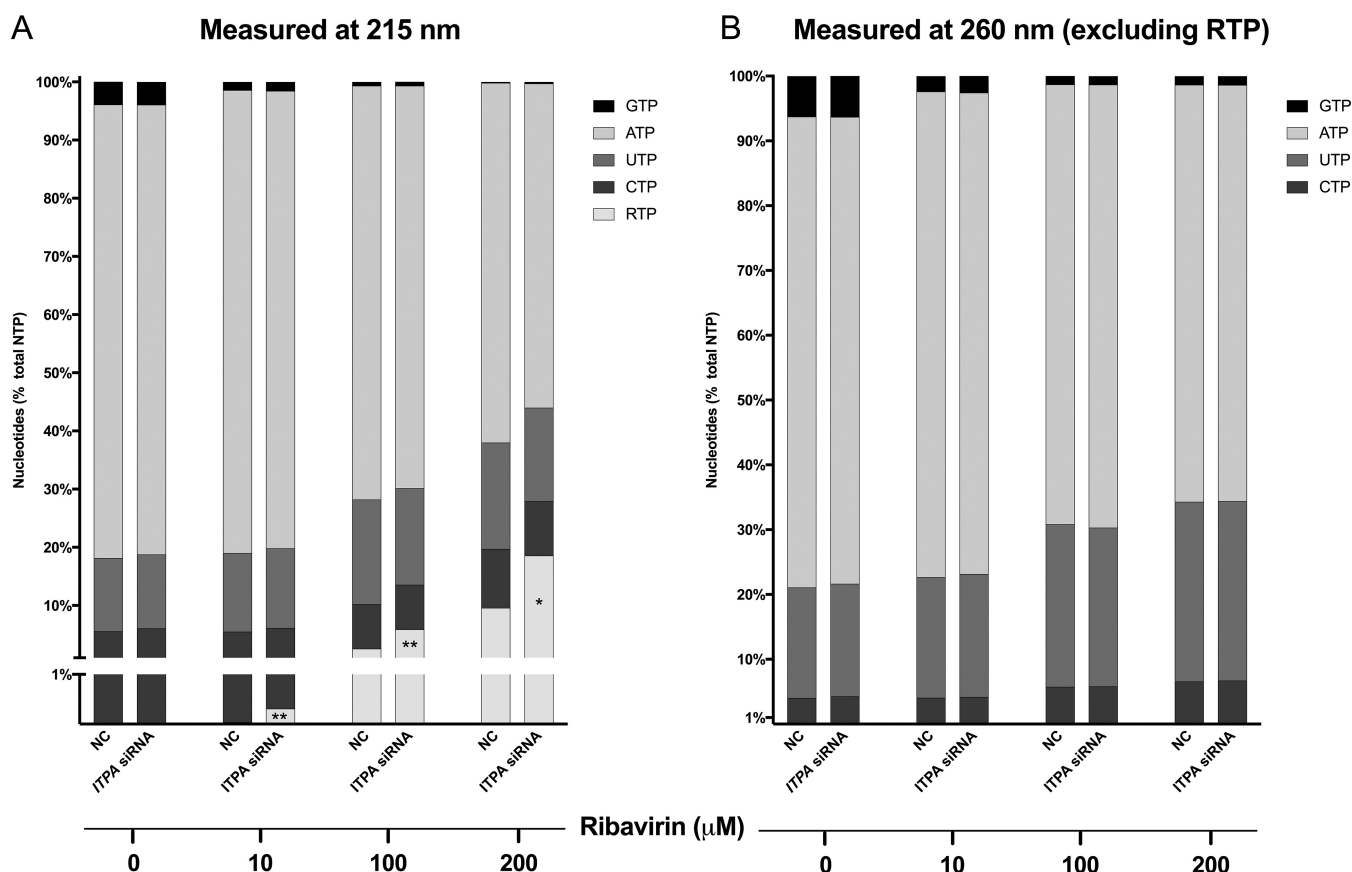 A
Measured at 215 nm
Nucleotides (% total NTP)
100%
90%
80%
70%
60%
50%
40%
30%
20%
10%
1%
GTP
ATP
UTP
CTP
RTP
**
**
*
NC
ITPA siRNA
NC
ITPA siRNA
NC
ITPA siRNA
NC
ITPA siRNA
0
10
100
200
Ribavirin (μM)
B
Measured at 260 nm (excluding RTP)
Nucleotides (% total NTP)
100%
90%
80%
70%
60%
50%
40%
30%
20%
10%
1%
GTP
ATP
UTP
CTP
NC
ITPA siRNA
NC
ITPA siRNA
NC
ITPA siRNA
NC
ITPA siRNA
0
10
100
200